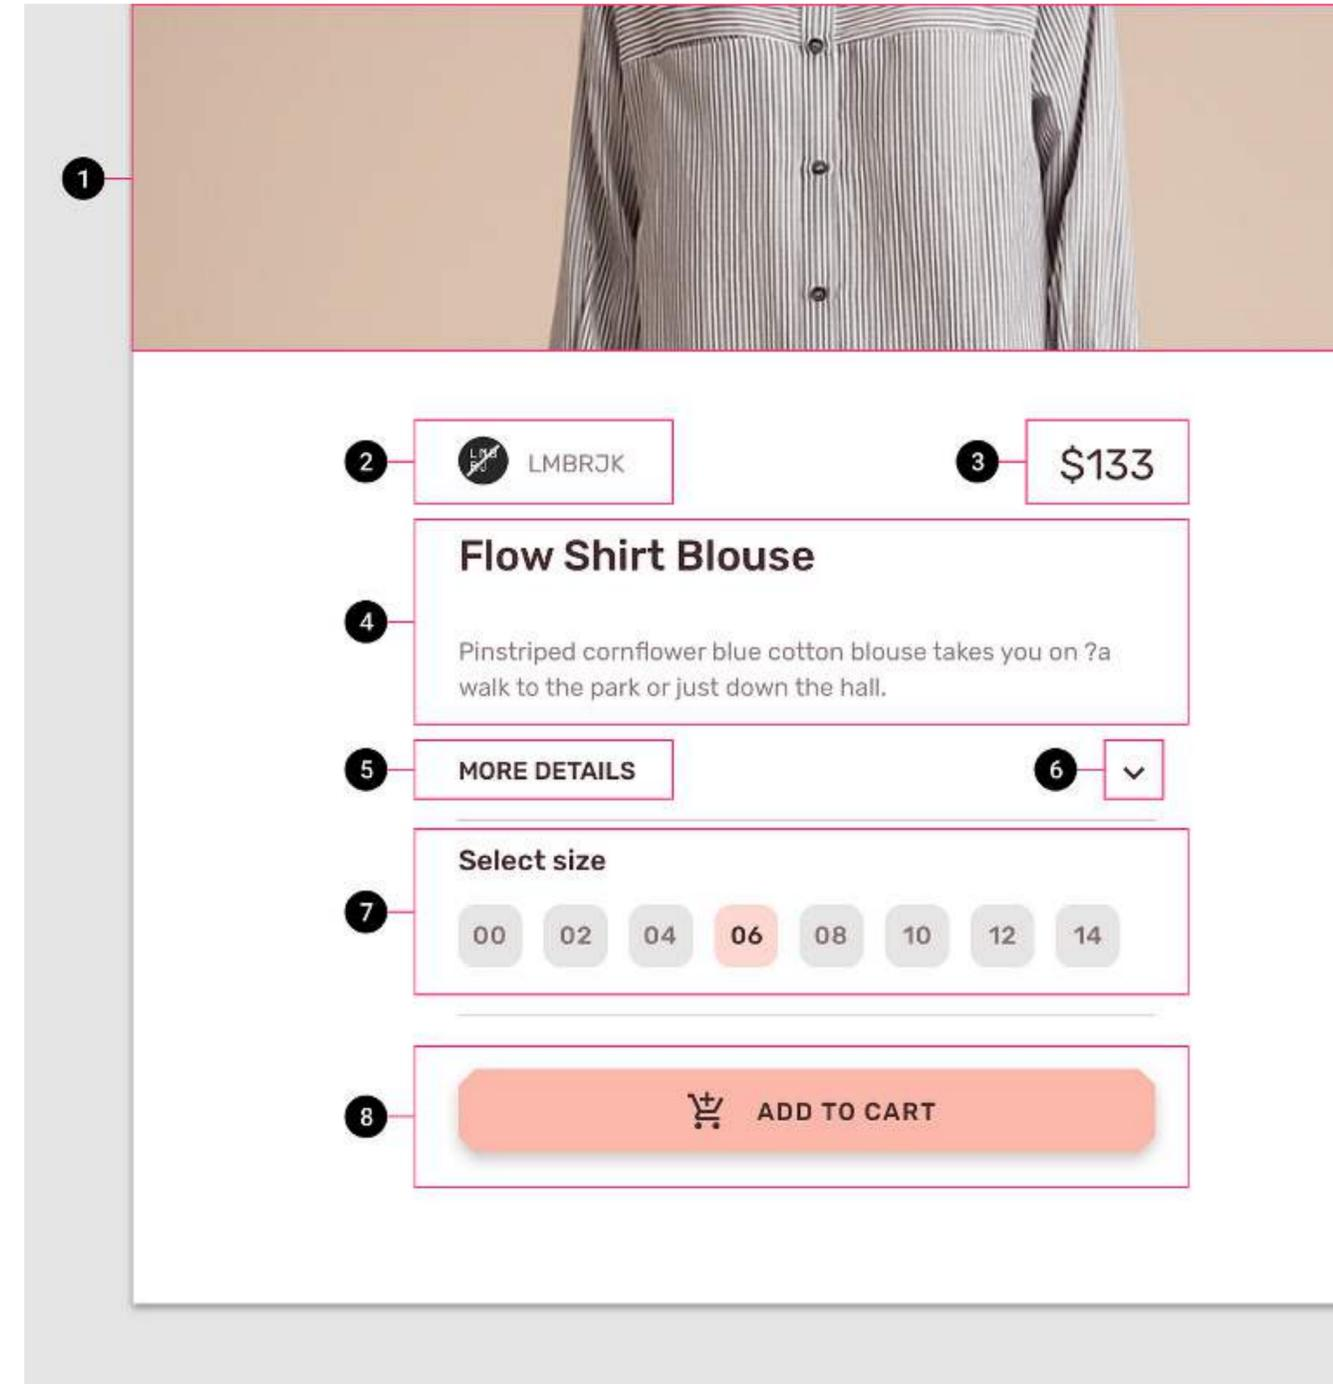 1
2
LMB
BJ
LMBRJK
3
$133
Flow Shirt Blouse
4
Pinstriped cornflower blue cotton blouse takes you on ?a
walk to the park or just down the hall.
5
MORE DETAILS
6
Select size
7
00 02 04 06 08 10 12 14
8
ADD TO CART